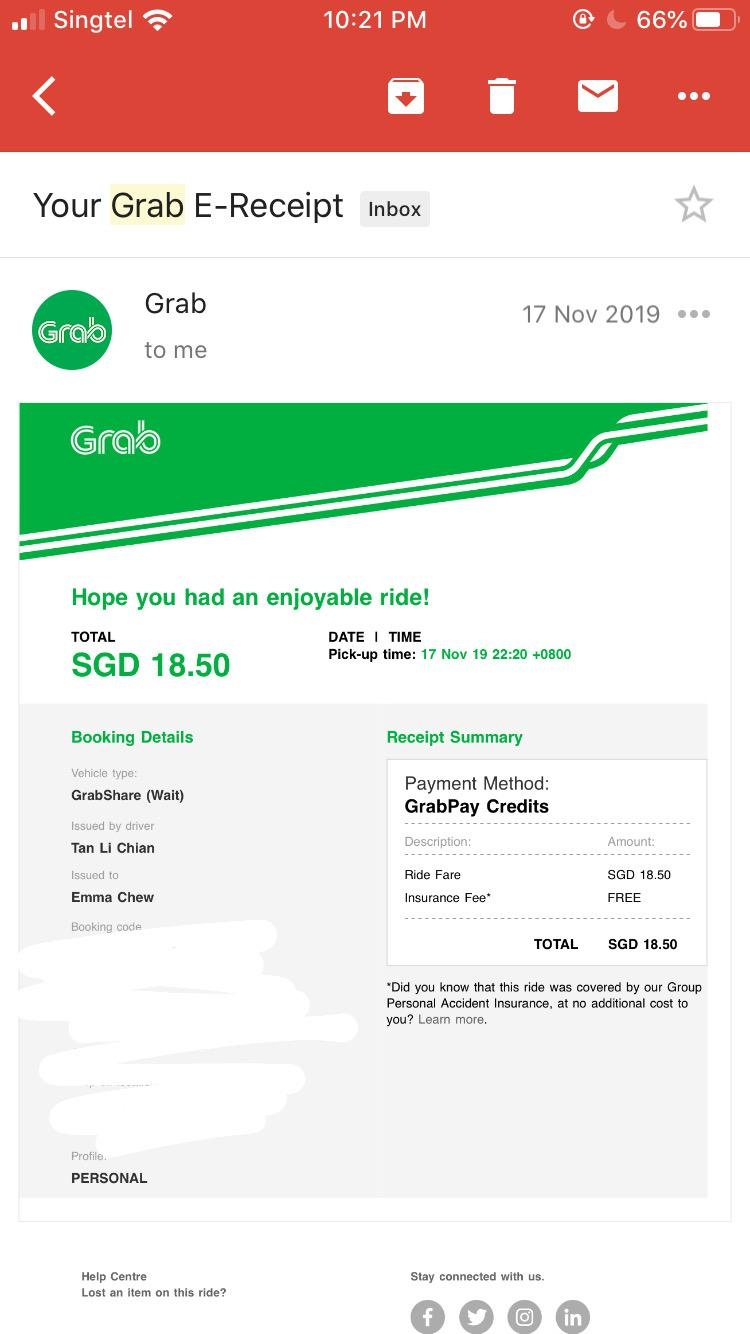 Singtel 10:21 PM 66%
Your Grab E-Receipt Inbox
Grab
Grab
17 Nov 2019
to me
Grab
Hope you had an enjoyable ride!
TOTAL
SGD 18.50
DATE | TIME
Pick-up time: 17 Nov 19 22:20 +0800
Booking Details
Vehicle type:
GrabShare (Wait)
Issued by driver
Tan Li Chian
Issued to
Emma Chew
Booking code
Profile:
PERSONAL
Receipt Summary
Payment Method:
GrabPay Credits
Description: Amount:
Ride Fare SGD 18.50
Insurance Fee* FREE
TOTAL SGD 18.50
*Did you know that this ride was covered by our Group
Personal Accident Insurance, at no additional cost to
you? Learn more.
Help Centre
Lost an item on this ride?
Stay connected with us.